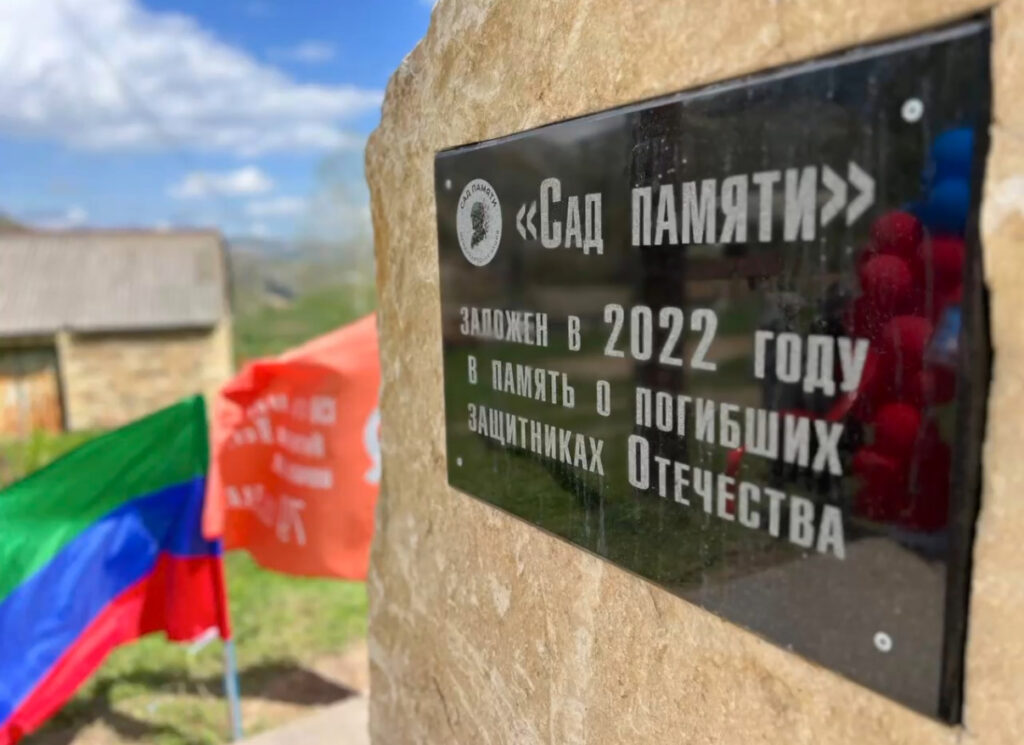 САД ПАМЯТИ
«Сад памяти»
заложен в 2022 году
в память о погибших
защитниках Отечества